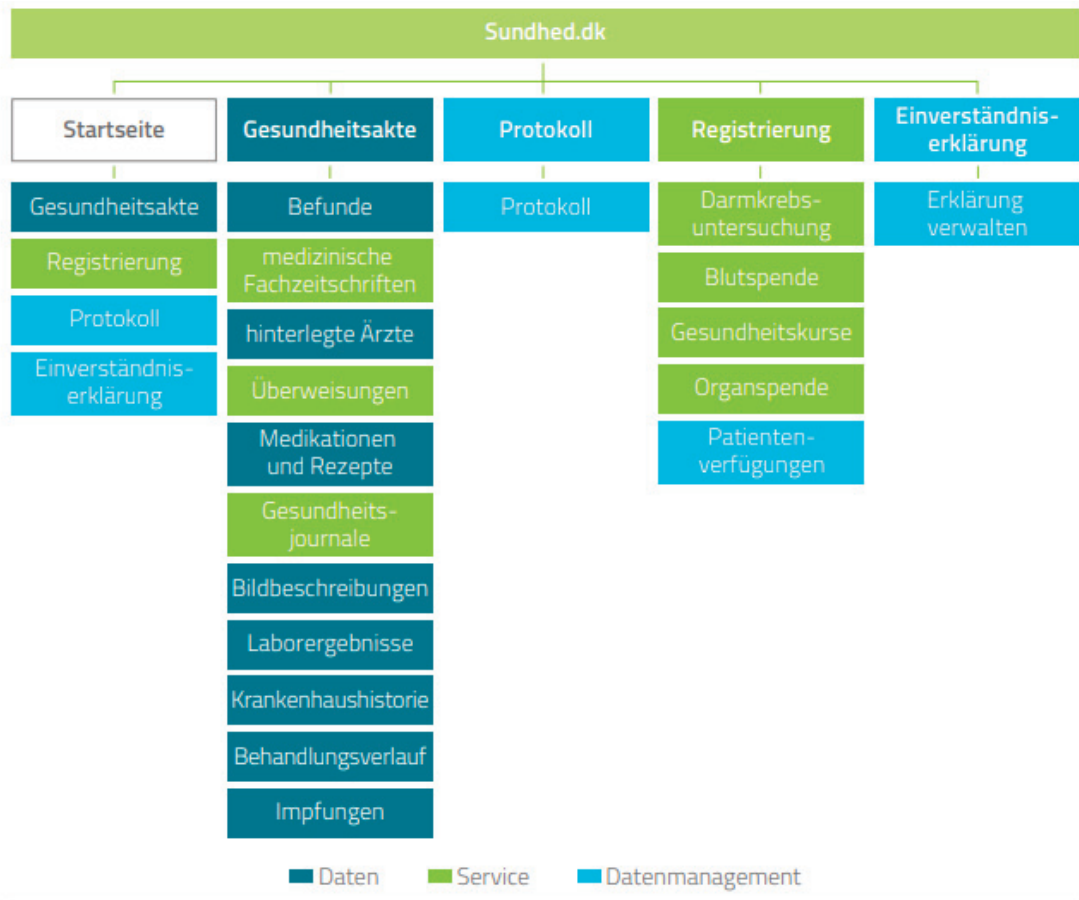 Sundhed.dk
Startseite
Gesundheitsakte
Protokoll
Registrierung
Einverständnis-
erklärung
Gesundheitsakte
Registrierung
Protokoll
Einverständnis-
erklärung
Befunde
medizinische
Fachzeitschriften
hinterlegte Ärzte
Überweisungen
Medikationen
und Rezepte
Gesundheits-
journale
Bildbeschreibungen
Laborergebnisse
Krankenhaushistorie
Behandlungsverlauf
Impfungen
Protokoll
Darmkrebs-
untersuchung
Blutspende
Gesundheitskurse
Organspende
Patienten-
verfügungen
Erklärung
verwalten
Daten
Service
Datenmanagement